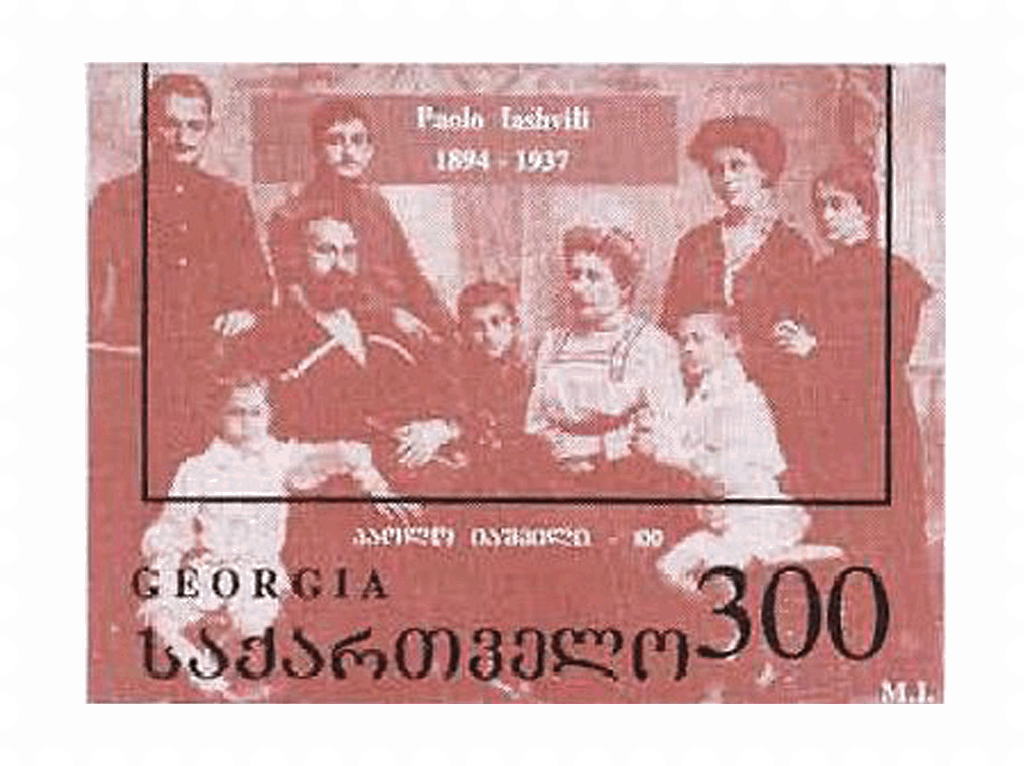 Paolo Iashvili
1894 - 1937
პაოლო იაშვილი - 100
GEORGIA
საქართველო 300
M.I.